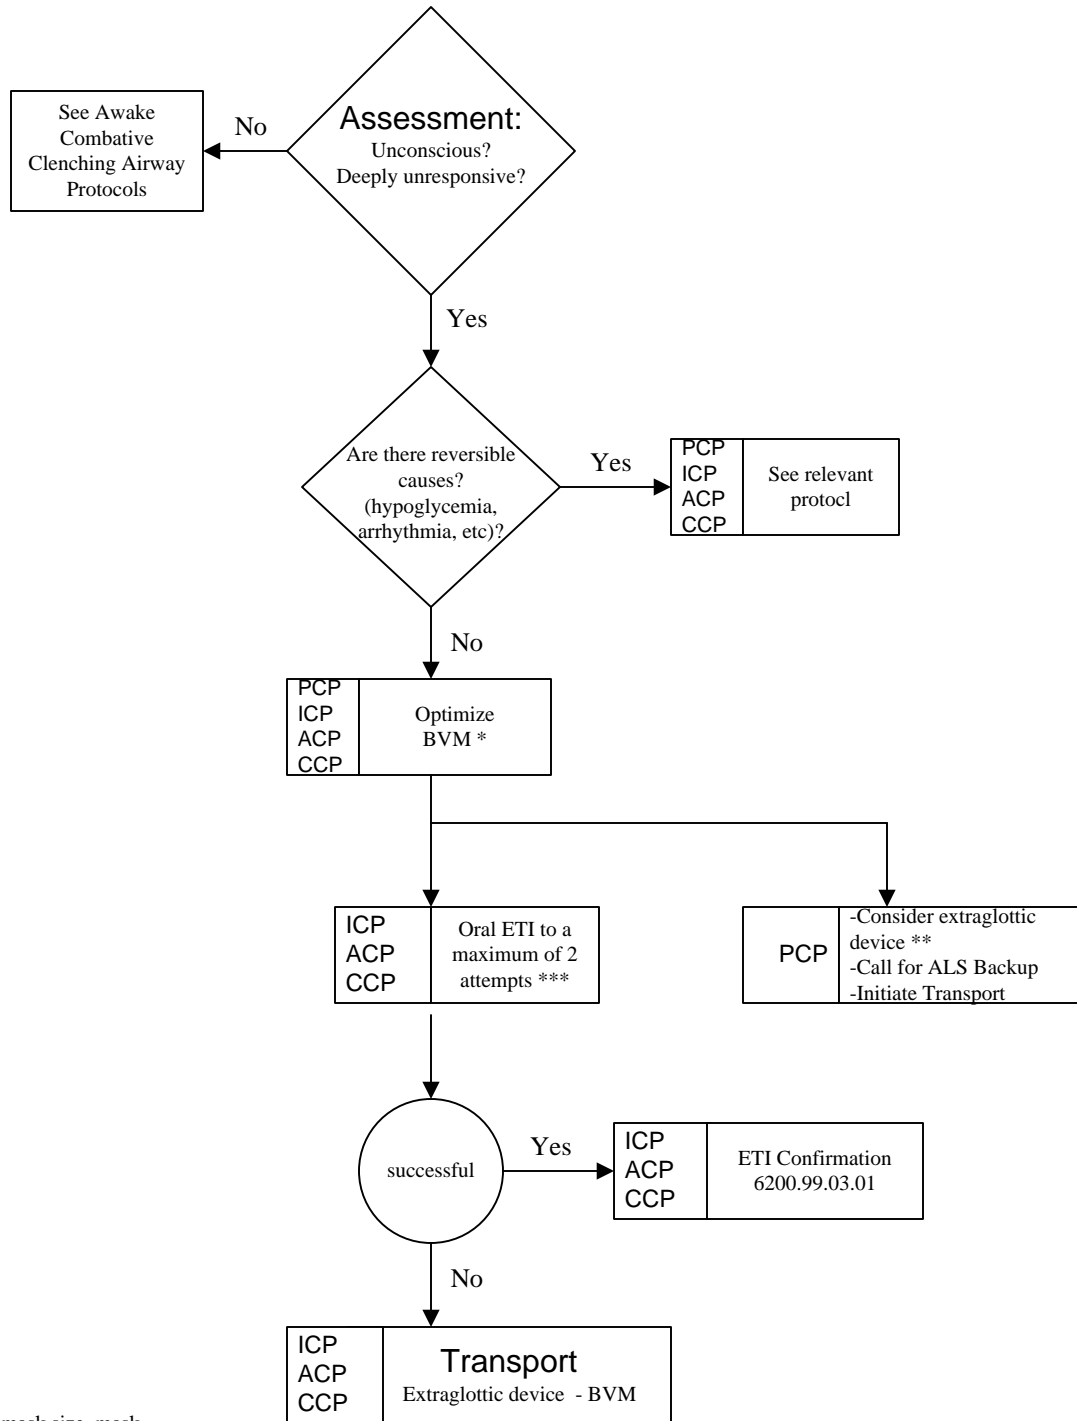 Assessment:
Unconscious?
Deeply unresponsive?
No
See Awake
Combative
Clenching Airway
Protocols
Yes
Are there reversible
causes?
(hypoglycemia,
arrhythmia, etc)?
Yes
PCP
ICP
ACP
CCP
See relevant
protocl
No
PCP
ICP
ACP
CCP
Optimize
BVM *
ICP
ACP
CCP
Oral ETI to a
maximum of 2
attempts ***
PCP
-Consider extraglottic
device **
-Call for ALS Backup
-Initiate Transport
successful
Yes
ICP
ACP
CCP
ETI Confirmation
6200.99.03.01
No
ICP
ACP
CCP
Transport
Extraglottic device - BVM